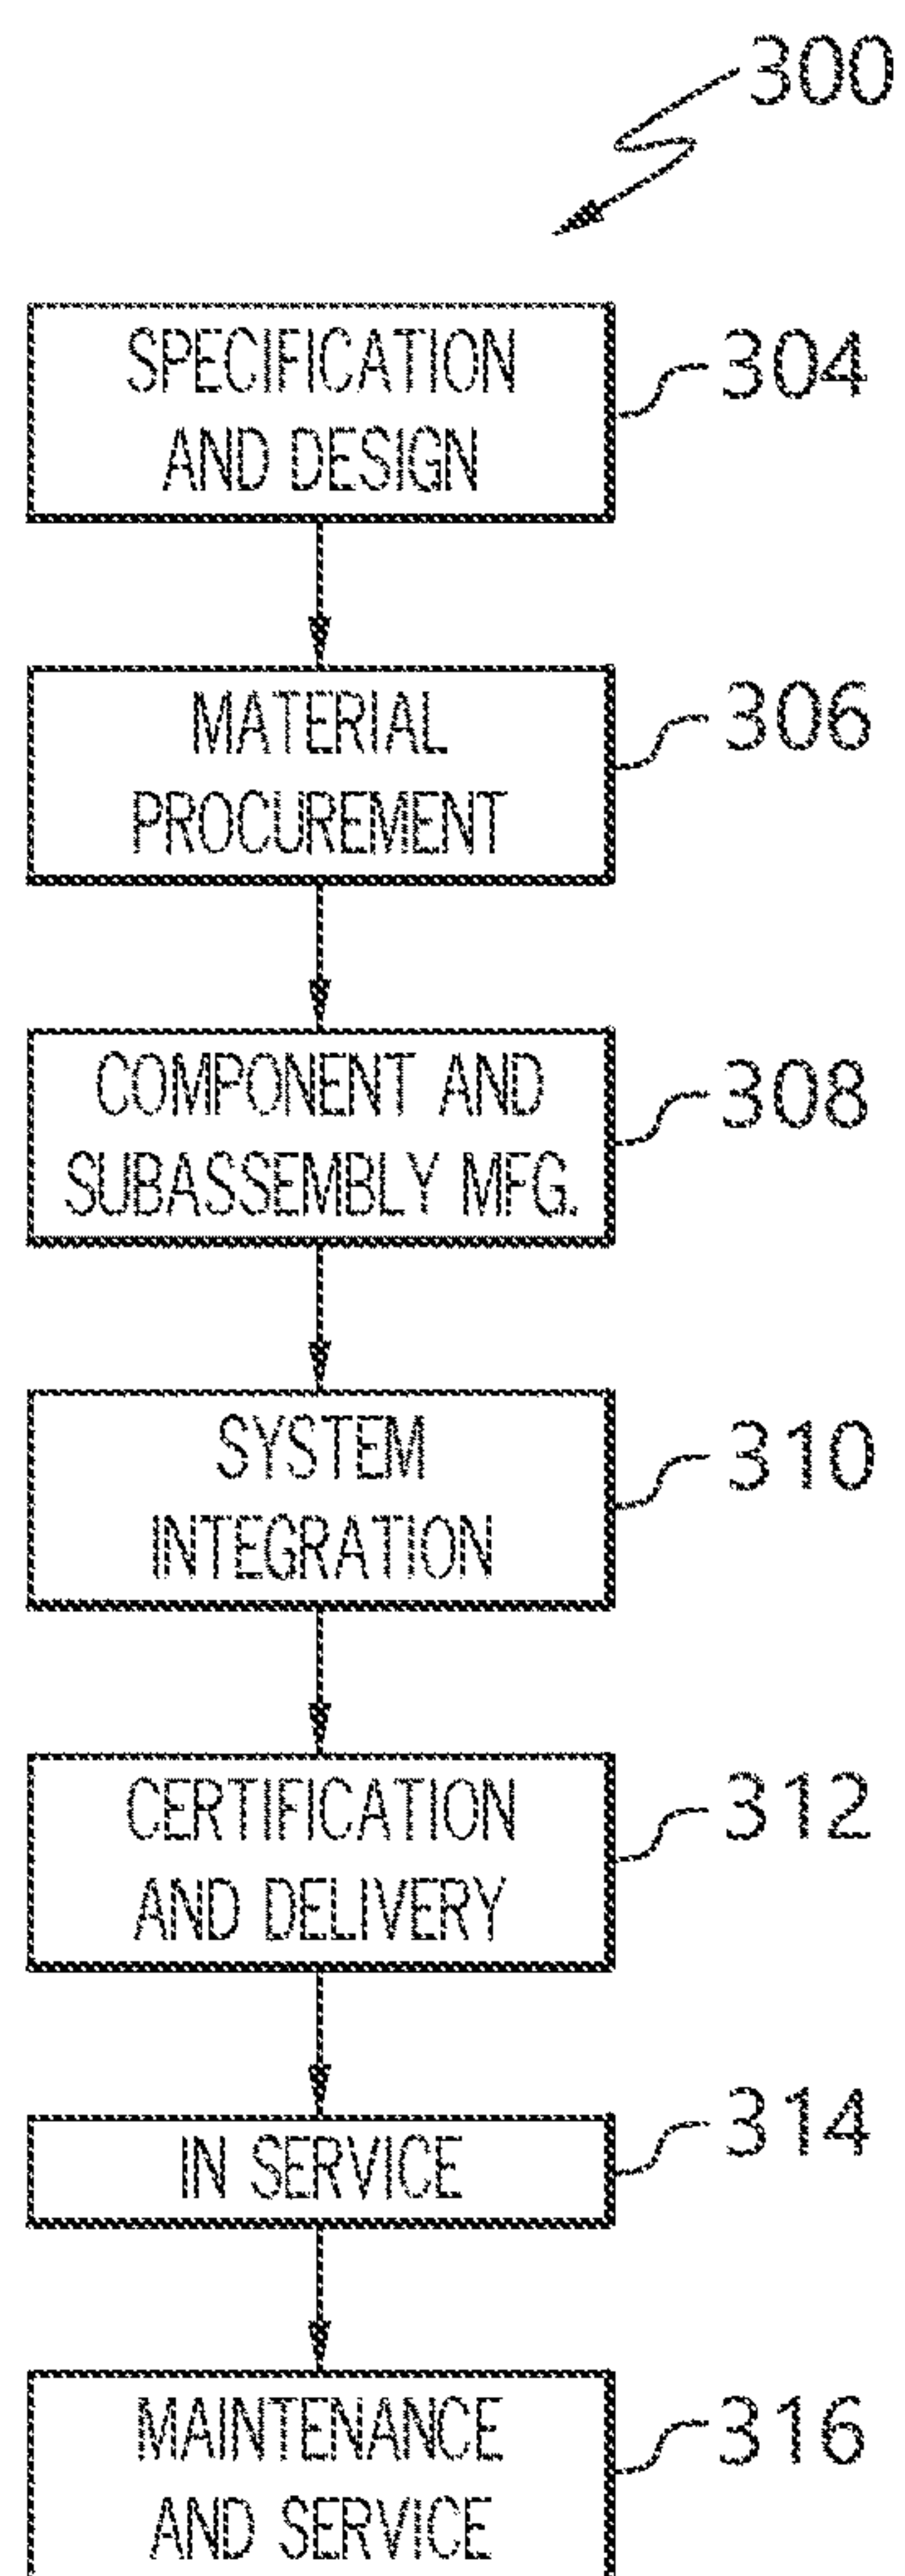 300
SPECIFICATION
AND DESIGN
304
MATERIAL
PROCUREMENT
306
COMPONENT AND
SUBASSEMBLY MFG.
308
SYSTEM
INTEGRATION
310
CERTIFICATION
AND DELIVERY
312
IN SERVICE
314
MAINTENANCE
AND SERVICE
316